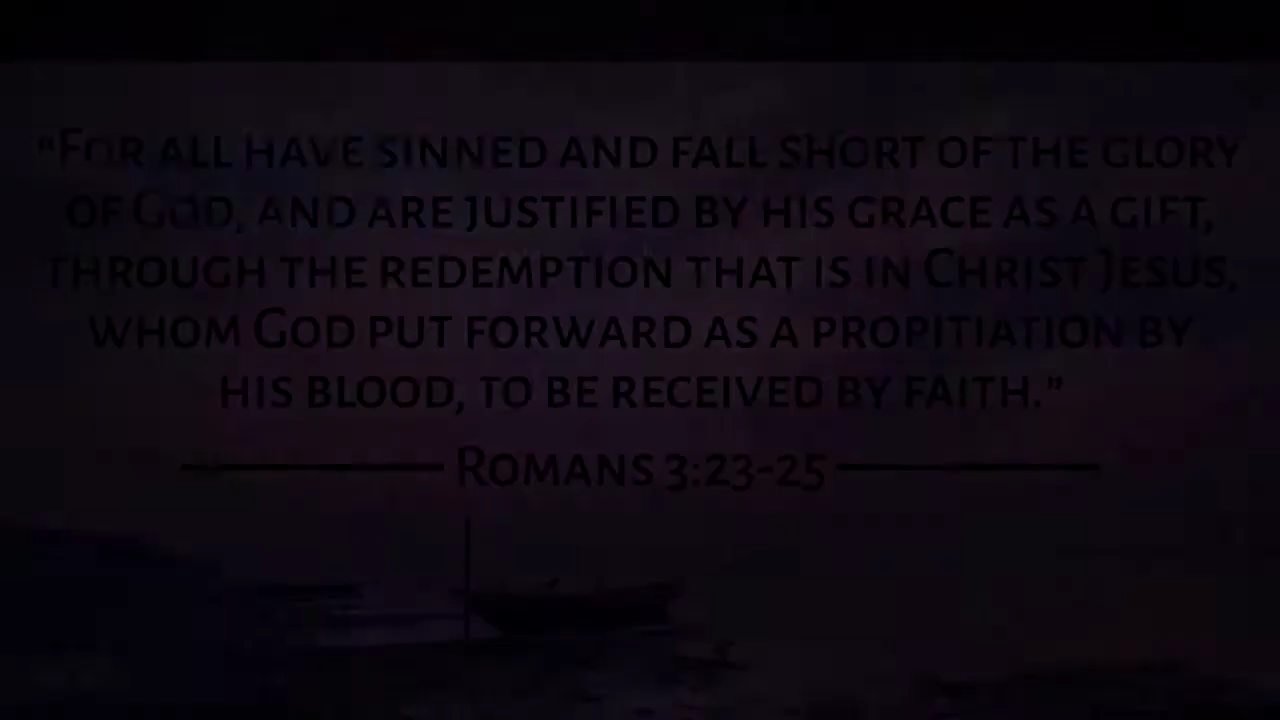 "For all have sinned and fall short of the glory
of God, and are justified by his grace as a gift,
through the redemption that is in Christ Jesus,
whom God put forward as a propitiation by
his blood, to be received by faith."
Romans 3:23-25